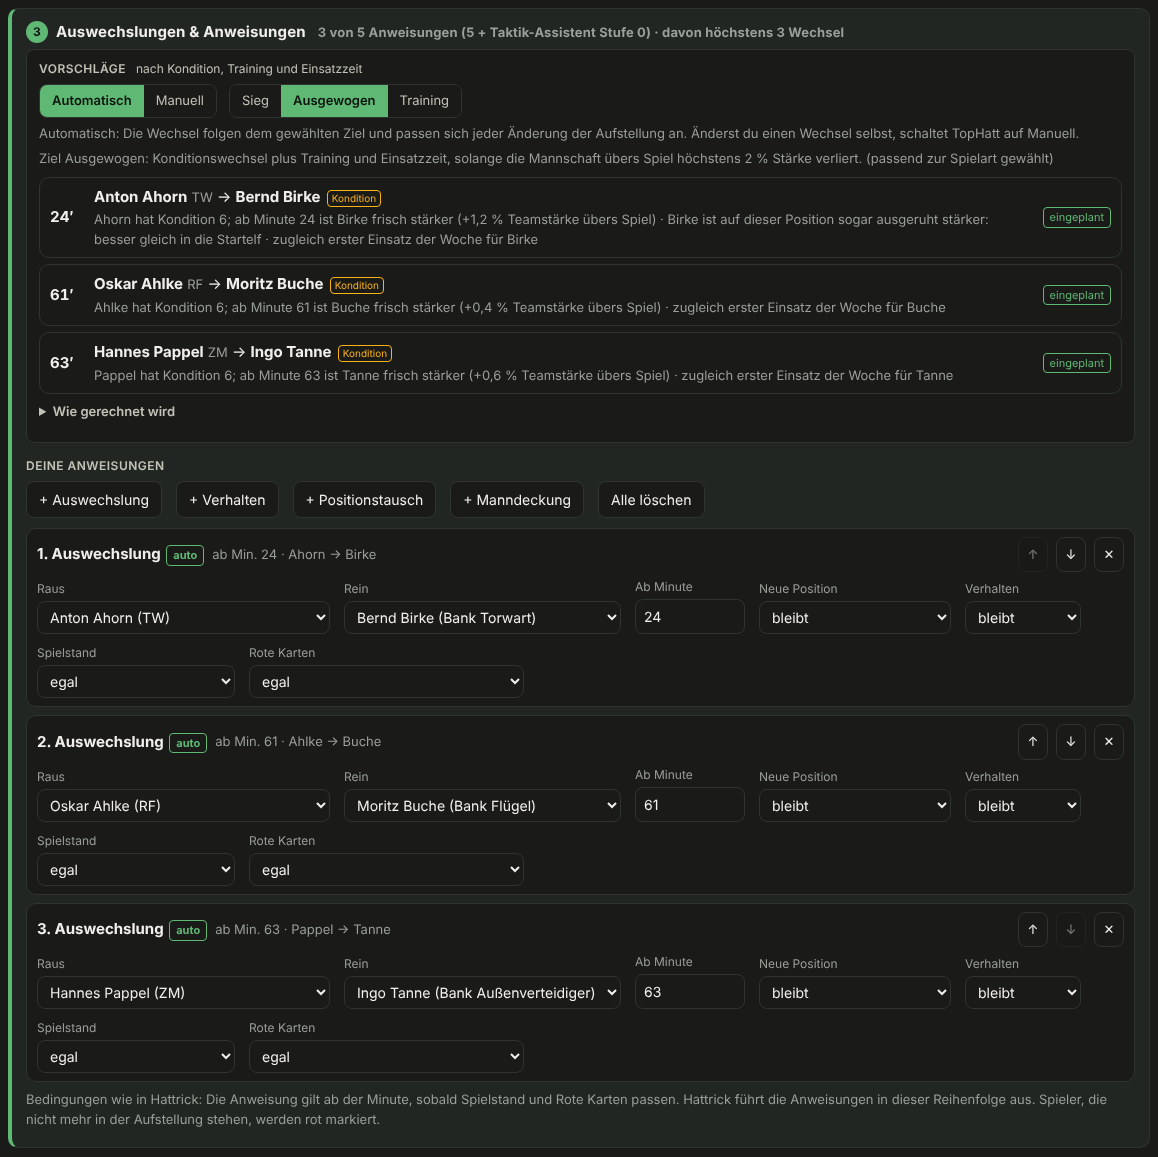 3 Auswechslungen & Anweisungen 3 von 5 Anweisungen (5 + Taktik-Assistent Stufe 0) · davon höchstens 3 Wechsel
VORSCHLÄGE nach Kondition, Training und Einsatzzeit
Automatisch Manuell Sieg Ausgewogen Training
Automatisch: Die Wechsel folgen dem gewählten Ziel und passen sich jeder Änderung der Aufstellung an. Änderst du einen Wechsel selbst, schaltet TopHatt auf Manuell.
Ziel Ausgewogen: Konditionswechsel plus Training und Einsatzzeit, solange die Mannschaft übers Spiel höchstens 2 % Stärke verliert. (passend zur Spielart gewählt)
24′ Anton Ahorn TW → Bernd Birke Kondition
Ahorn hat Kondition 6; ab Minute 24 ist Birke frisch stärker (+1,2 % Teamstärke übers Spiel) · Birke ist auf dieser Position sogar ausgeruht stärker:
besser gleich in die Startelf · zugleich erster Einsatz der Woche für Birke
eingeplant
61′ Oskar Ahlke RF → Moritz Buche Kondition
Ahlke hat Kondition 6; ab Minute 61 ist Buche frisch stärker (+0,4 % Teamstärke übers Spiel) · zugleich erster Einsatz der Woche für Buche
eingeplant
63′ Hannes Pappel ZM → Ingo Tanne Kondition
Pappel hat Kondition 6; ab Minute 63 ist Tanne frisch stärker (+0,6 % Teamstärke übers Spiel) · zugleich erster Einsatz der Woche für Tanne
eingeplant
▶ Wie gerechnet wird
DEINE ANWEISUNGEN
+ Auswechslung + Verhalten + Positionstausch + Manndeckung Alle löschen
1. Auswechslung auto ab Min. 24 · Ahorn → Birke ↑ ↓ ×
Raus Rein Ab Minute Neue Position Verhalten
Anton Ahorn (TW) Bernd Birke (Bank Torwart) 24 bleibt bleibt
Spielstand Rote Karten
egal egal
2. Auswechslung auto ab Min. 61 · Ahlke → Buche ↑ ↓ ×
Raus Rein Ab Minute Neue Position Verhalten
Oskar Ahlke (RF) Moritz Buche (Bank Flügel) 61 bleibt bleibt
Spielstand Rote Karten
egal egal
3. Auswechslung auto ab Min. 63 · Pappel → Tanne ↑ ↓ ×
Raus Rein Ab Minute Neue Position Verhalten
Hannes Pappel (ZM) Ingo Tanne (Bank Außenverteidiger) 63 bleibt bleibt
Spielstand Rote Karten
egal egal
Bedingungen wie in Hattrick: Die Anweisung gilt ab der Minute, sobald Spielstand und Rote Karten passen. Hattrick führt die Anweisungen in dieser Reihenfolge aus. Spieler, die
nicht mehr in der Aufstellung stehen, werden rot markiert.